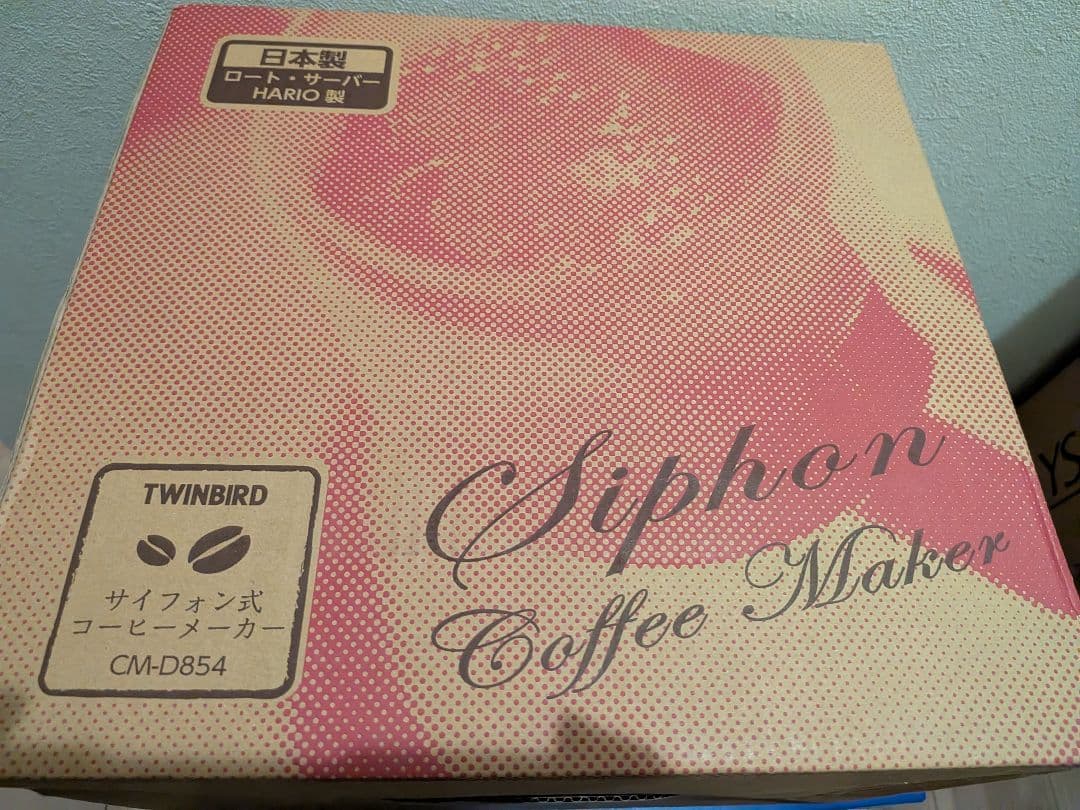 日本製
ロート・サーバー
HARIO 製
Siphon
Coffee Maker
TWINBIRD
サイフォン式
コーヒーメーカー
CM-D854
YS